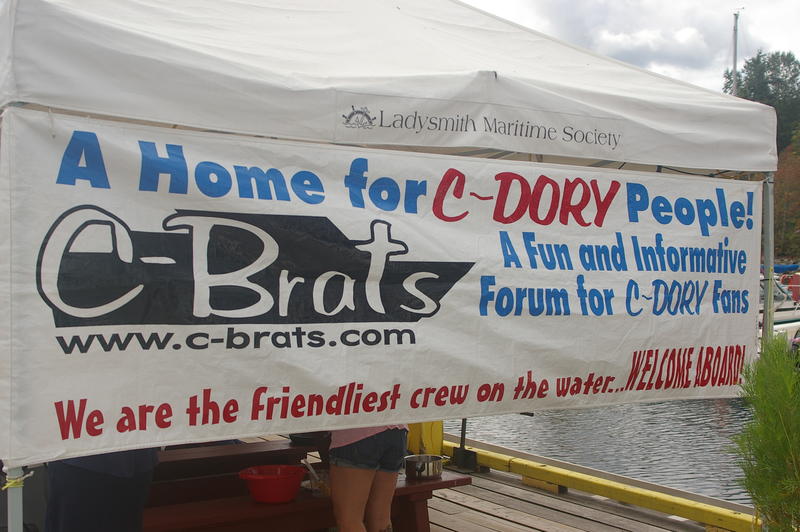 Ladysmith Maritime Society
A Home for C-DORY People!
C-Brats
A Fun and Informative
Forum for C-DORY Fans
www.c-brats.com
We are the friendliest crew on the water...WELCOME ABOARD!